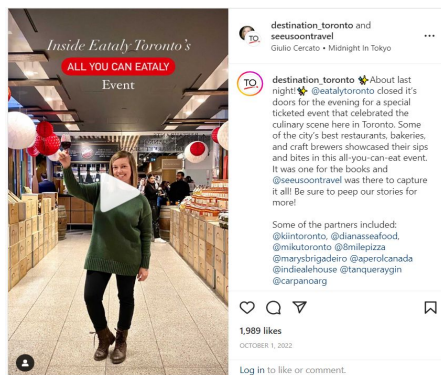 Inside Eataly Toronto's
ALL YOU CAN EATALY
Event
TO.
destination_toronto and
seeusoontravel
Giulio Cercato • Midnight In Tokyo
TO.
destination_toronto ✨About last
night!✨ @eatalytoronto closed it's
doors for the evening for a special
ticketed event that celebrated the
culinary scene here in Toronto. Some
of the city's best restaurants, bakeries,
and craft brewers showcased their sips
and bites in this all-you-can-eat event.
It was one for the books and
@seeusoontravel was there to capture
it all! Be sure to peep our stories for
more!
Some of the partners included:
@kiintoronto, @dianasseafood,
@mikutoronto @8milepizza
@marysbrigadeiro @aperolcanada
@indiealehouse @tanqueraygin
@carpanoarg
1,989 likes
OCTOBER 1, 2022
Log in to like or comment.